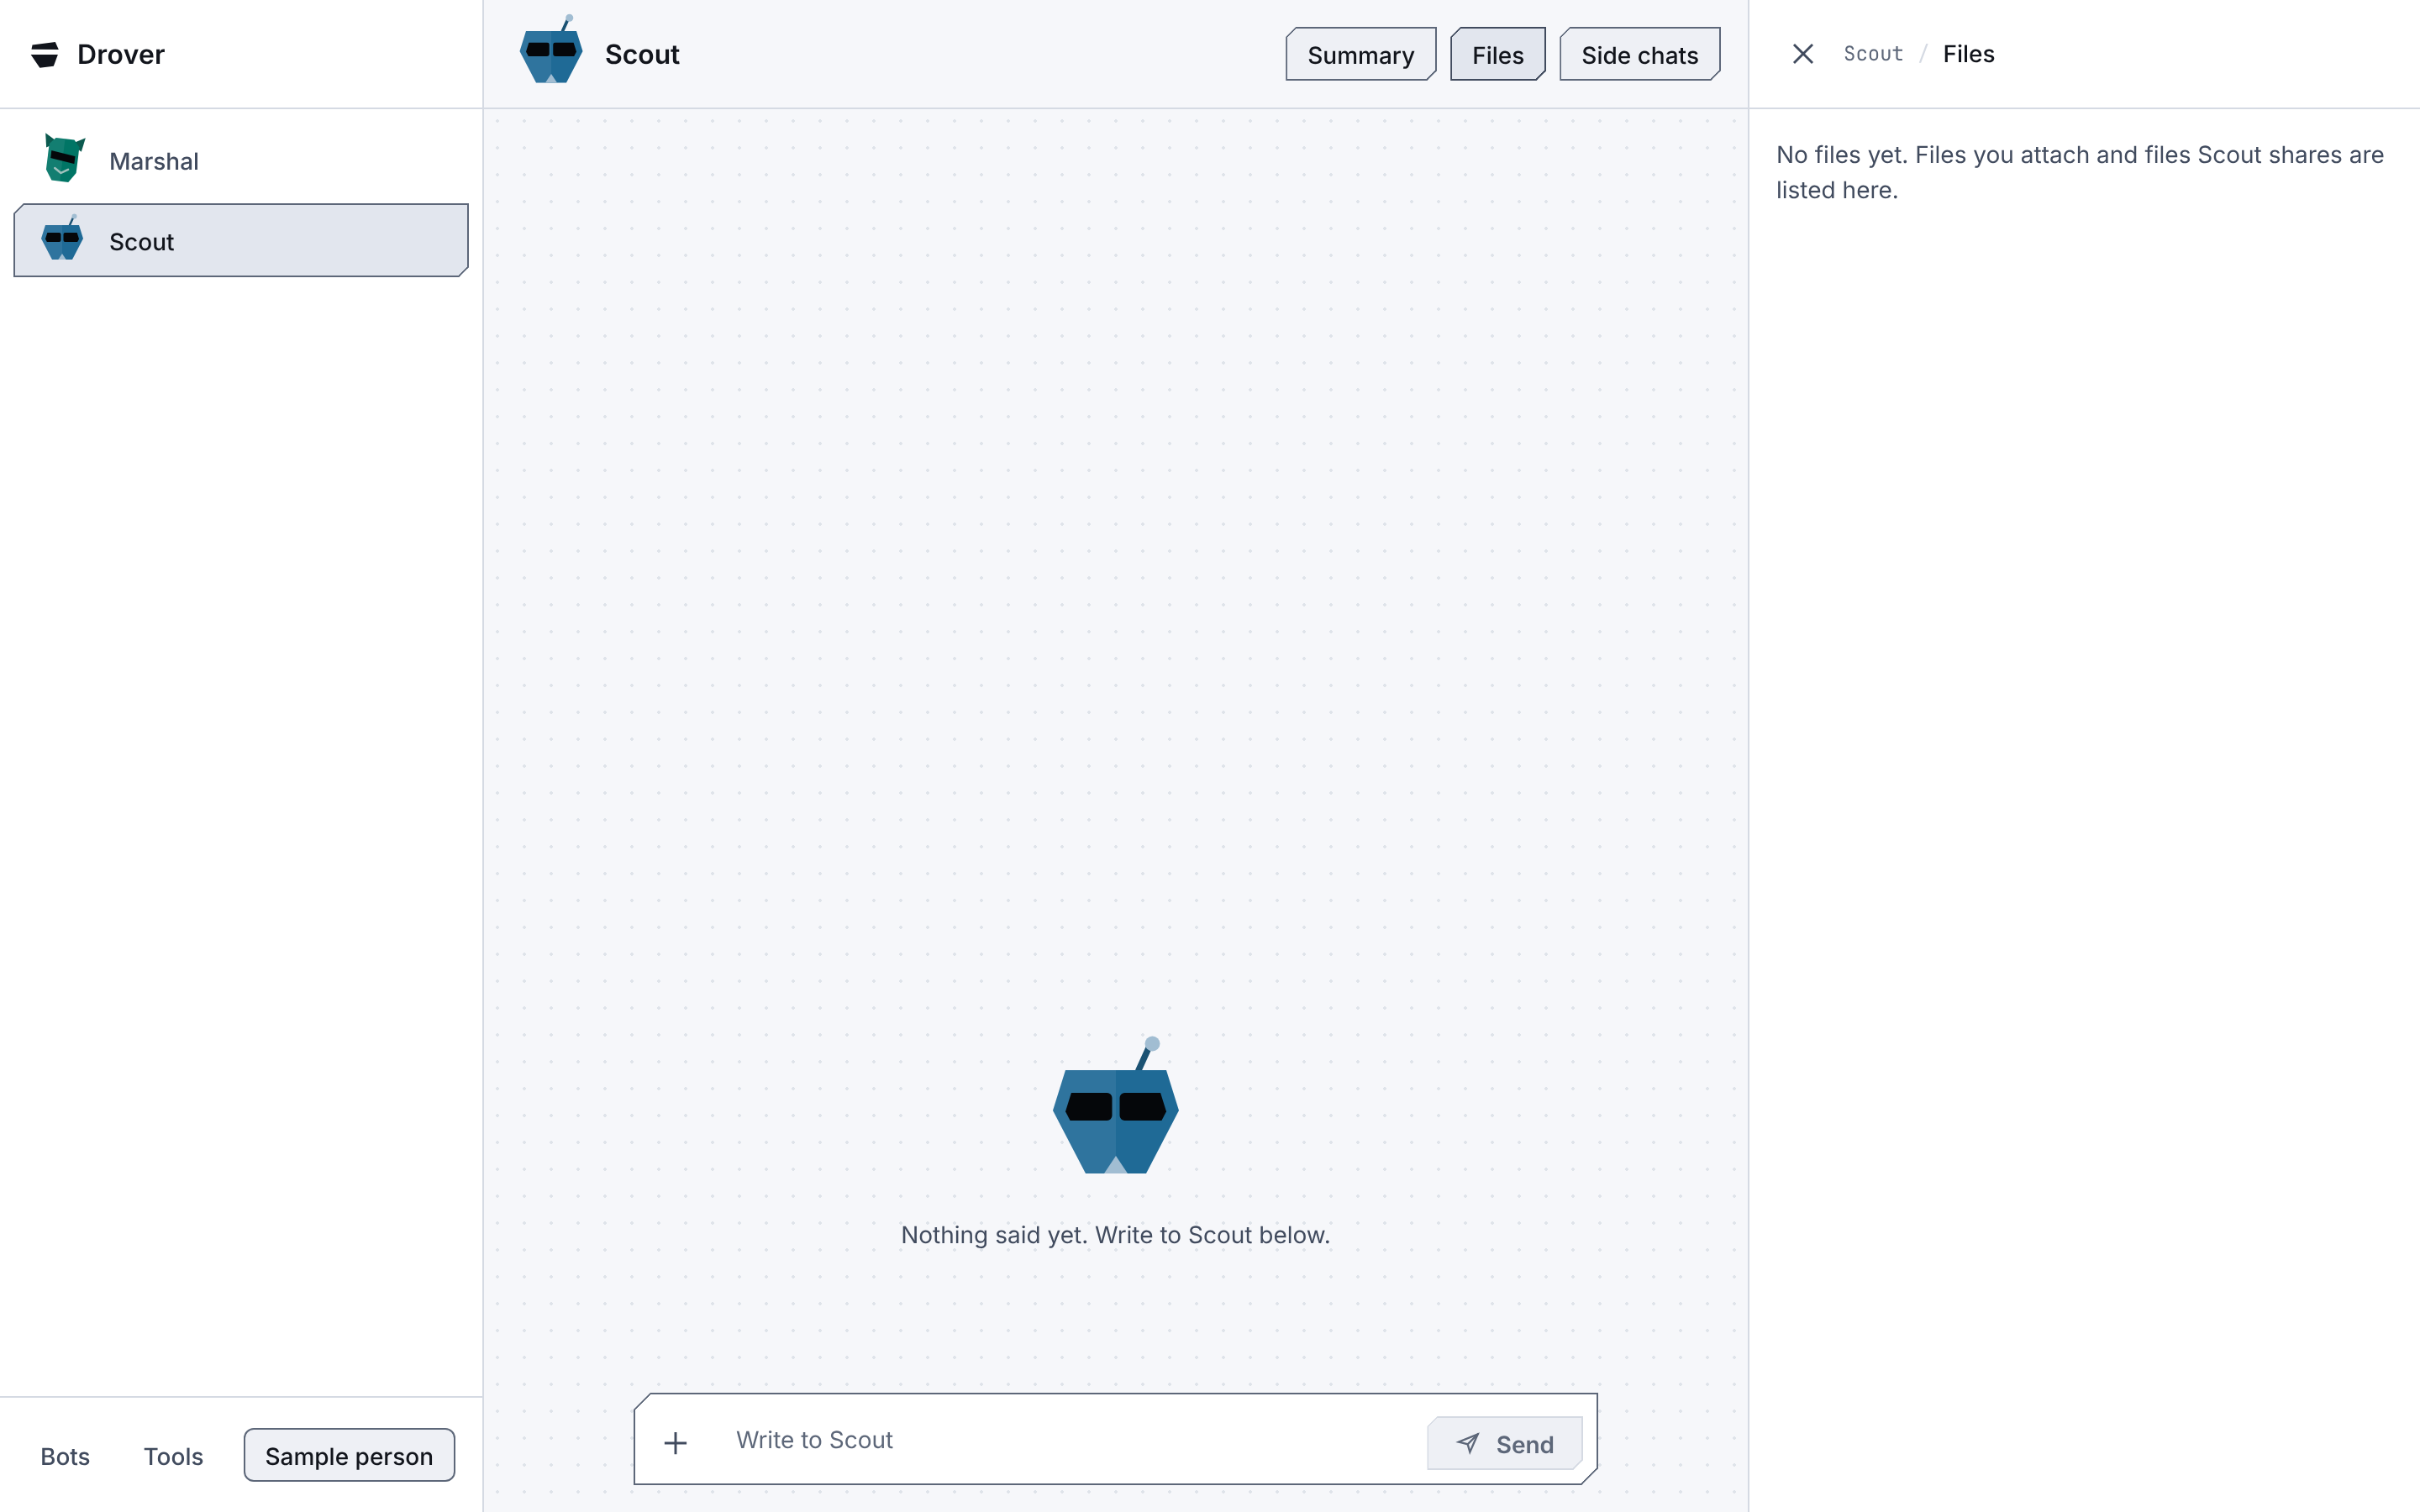 Drover
Marshal
Scout
Bots
Tools
Sample person
Scout
Summary
Files
Side chats
Nothing said yet. Write to Scout below.
Write to Scout
Send
Scout / Files
No files yet. Files you attach and files Scout shares are
listed here.